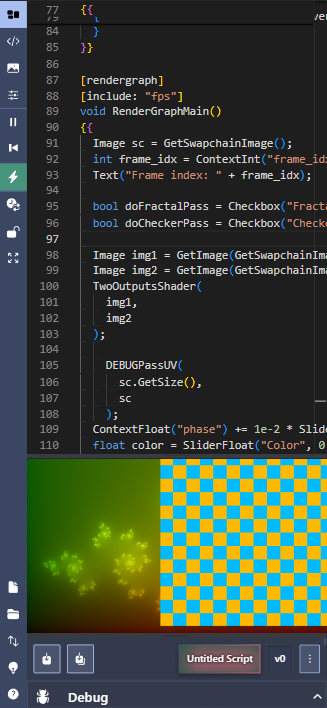 77 {{
79 {
84 }
85 }}
86
87 [rendergraph]
88 [include: "fps"]
89 void RenderGraphMain()
90 {{
91 Image sc = GetSwapchainImage();
92 int frame_idx = ContextInt("frame_id
93 Text("Frame index: " + frame_idx);
94
95 bool doFractalPass = Checkbox("Fracta
96 bool doCheckerPass = Checkbox("Checke
97
98 Image img1 = GetImage(GetSwapchainIma
99 Image img2 = GetImage(GetSwapchainIma
100 TwoOutputsShader(
101 img1,
102 img2
103 );
104
105 DEBUGPassUV(
106 sc.GetSize(),
107 sc
108 );
109 ContextFloat("phase") += 1e-2 * Slid
110 float color = SliderFloat("Color", 0
Untitled Script v0
Debug